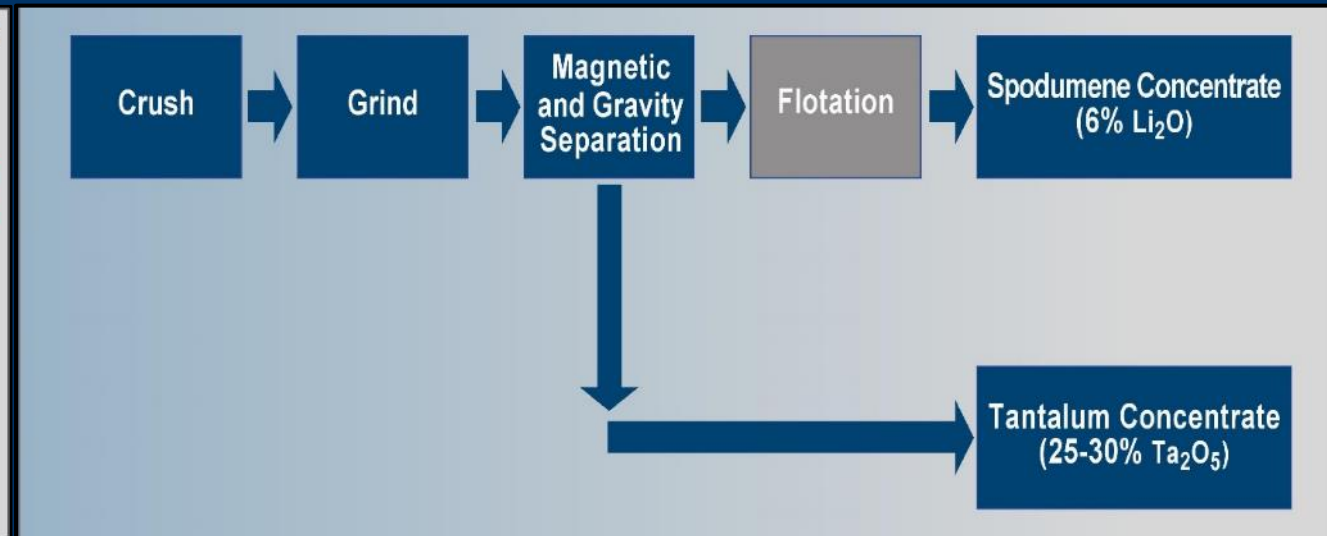 Crush
Grind
Magnetic
and Gravity
Separation
Flotation
Spodumene Concentrate
(6% Li₂O)
Tantalum Concentrate
(25-30% Ta₂O₅)